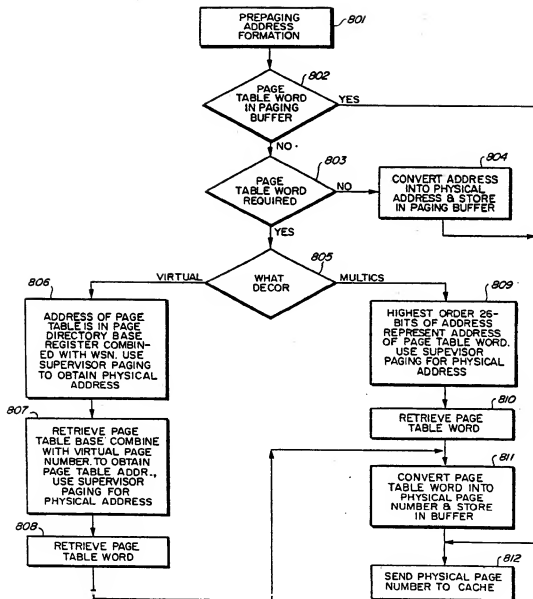 PREPAGING
ADDRESS
FORMATION
801
802
PAGE
TABLE WORD
IN PAGING
BUFFER
YES
NO.
803
PAGE
TABLE WORD
REQUIRED
NO
804
CONVERT ADDRESS
INTO PHYSICAL
ADDRESS & STORE
IN PAGING BUFFER
YES
805
WHAT
DECOR
VIRTUAL
MULTICS
806
ADDRESS OF PAGE
TABLE IS IN PAGE
DIRECTORY BASE
REGISTER COMBIN-
ED WITH WSN. USE
SUPERVISOR PAGING
TO OBTAIN PHYSICAL
ADDRESS
809
HIGHEST ORDER 26-
BITS OF ADDRESS
REPRESENT ADDRESS
OF PAGE TABLE WORD.
USE SUPEVISOR
PAGING FOR PHYSICAL
ADDRESS
807
RETRIEVE PAGE
TABLE BASE COMBINE
WITH VIRTUAL PAGE
NUMBER. TO OBTAIN
PAGE TABLE ADDR.,
USE SUPERVISOR
PAGING FOR
PHYSICAL ADDRESS
810
RETRIEVE PAGE
TABLE WORD
811
CONVERT PAGE
TABLE WORD INTO
PHYSICAL PAGE
NUMBER & STORE
IN BUFFER
808
RETRIEVE PAGE
TABLE WORD
812
SEND PHYSICAL PAGE
NUMBER TO CACHE